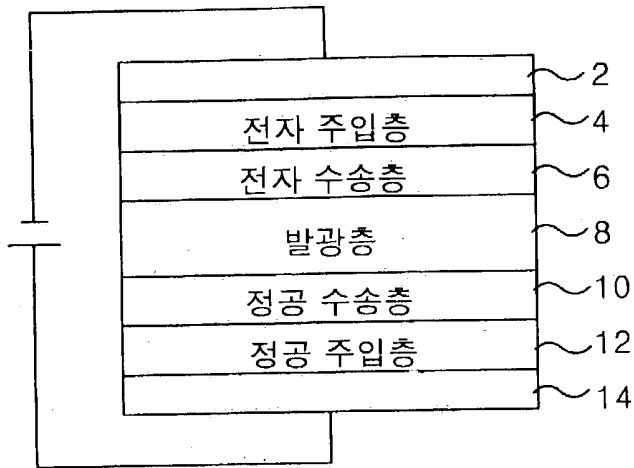 2
전자 주입층 4
전자 수송층 6
발광층 8
정공 수송층 10
정공 주입층 12
14